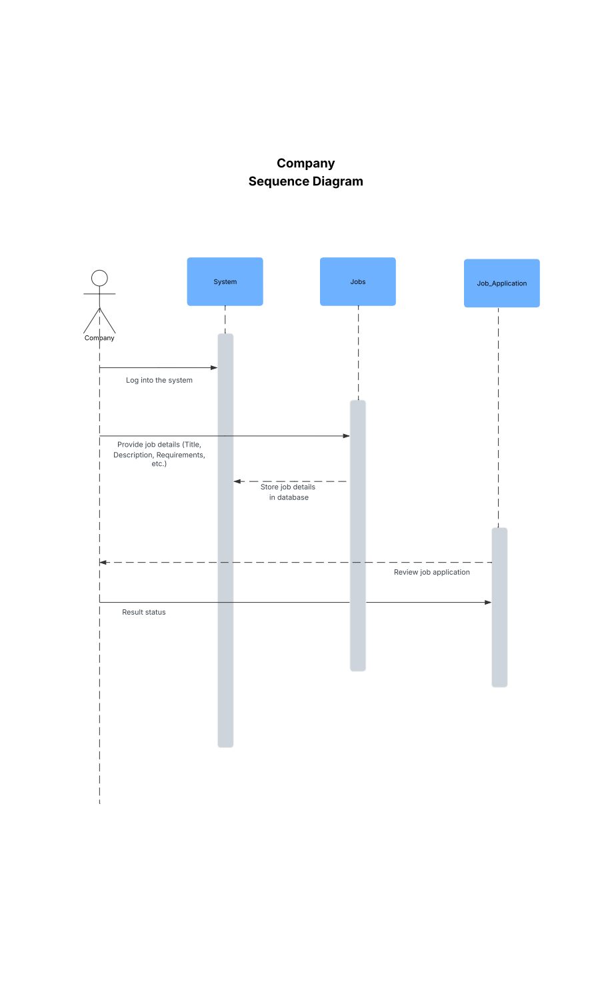 Company
Sequence Diagram
System
Jobs
Job_Application
Company
Log into the system
Provide job details (Title,
Description, Requirements,
etc.)
Store job details
in database
Review job application
Result status